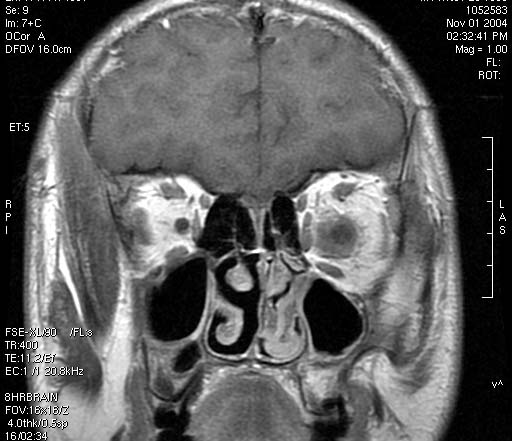 Se: 9
Im: 7+C
OCor A
DFOV 16.0cm
1052583
Nov 01 2004
02:32:41 PM
Mag = 1.00
FL:
ROT:
ET:5
R
P
I
L
A
S
FSE-XL/90 /FL:s
TR:400
TE:11.2/Ef
EC:1 /1 20.8kHz
8HRBRAIN
FOV:16x16/Z
4.0thk/0.5sp
16/02:34